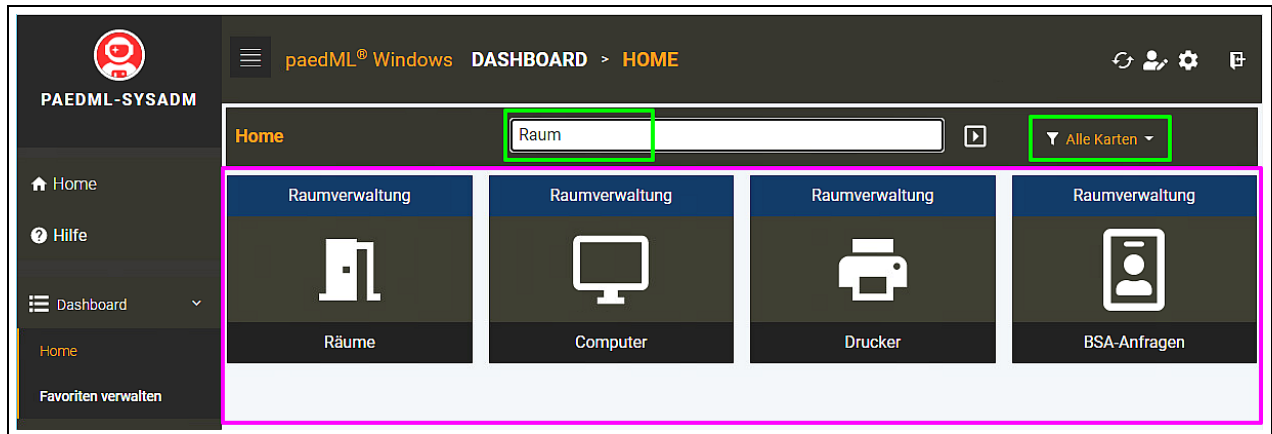 PAEDML-SYSADM
paedML® Windows DASHBOARD > HOME
Home
Raum
Alle Karten
Home
Hilfe
Dashboard
Home
Favoriten verwalten
Raumverwaltung
Räume
Raumverwaltung
Computer
Raumverwaltung
Drucker
Raumverwaltung
BSA-Anfragen